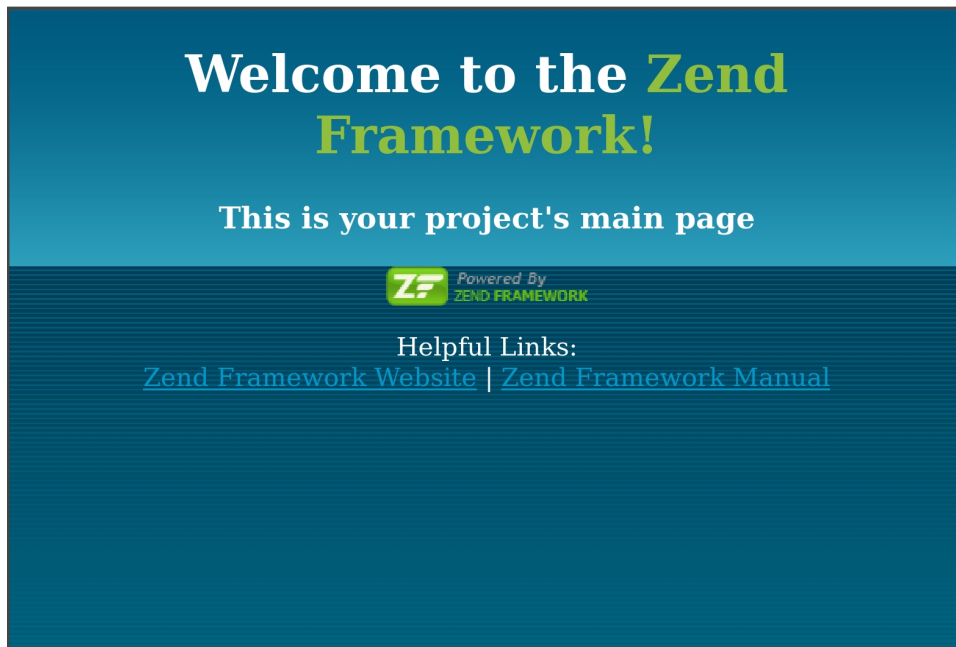 Welcome to the Zend
Framework!
This is your project's main page
ZF Powered By
ZEND FRAMEWORK
Helpful Links:
Zend Framework Website | Zend Framework Manual